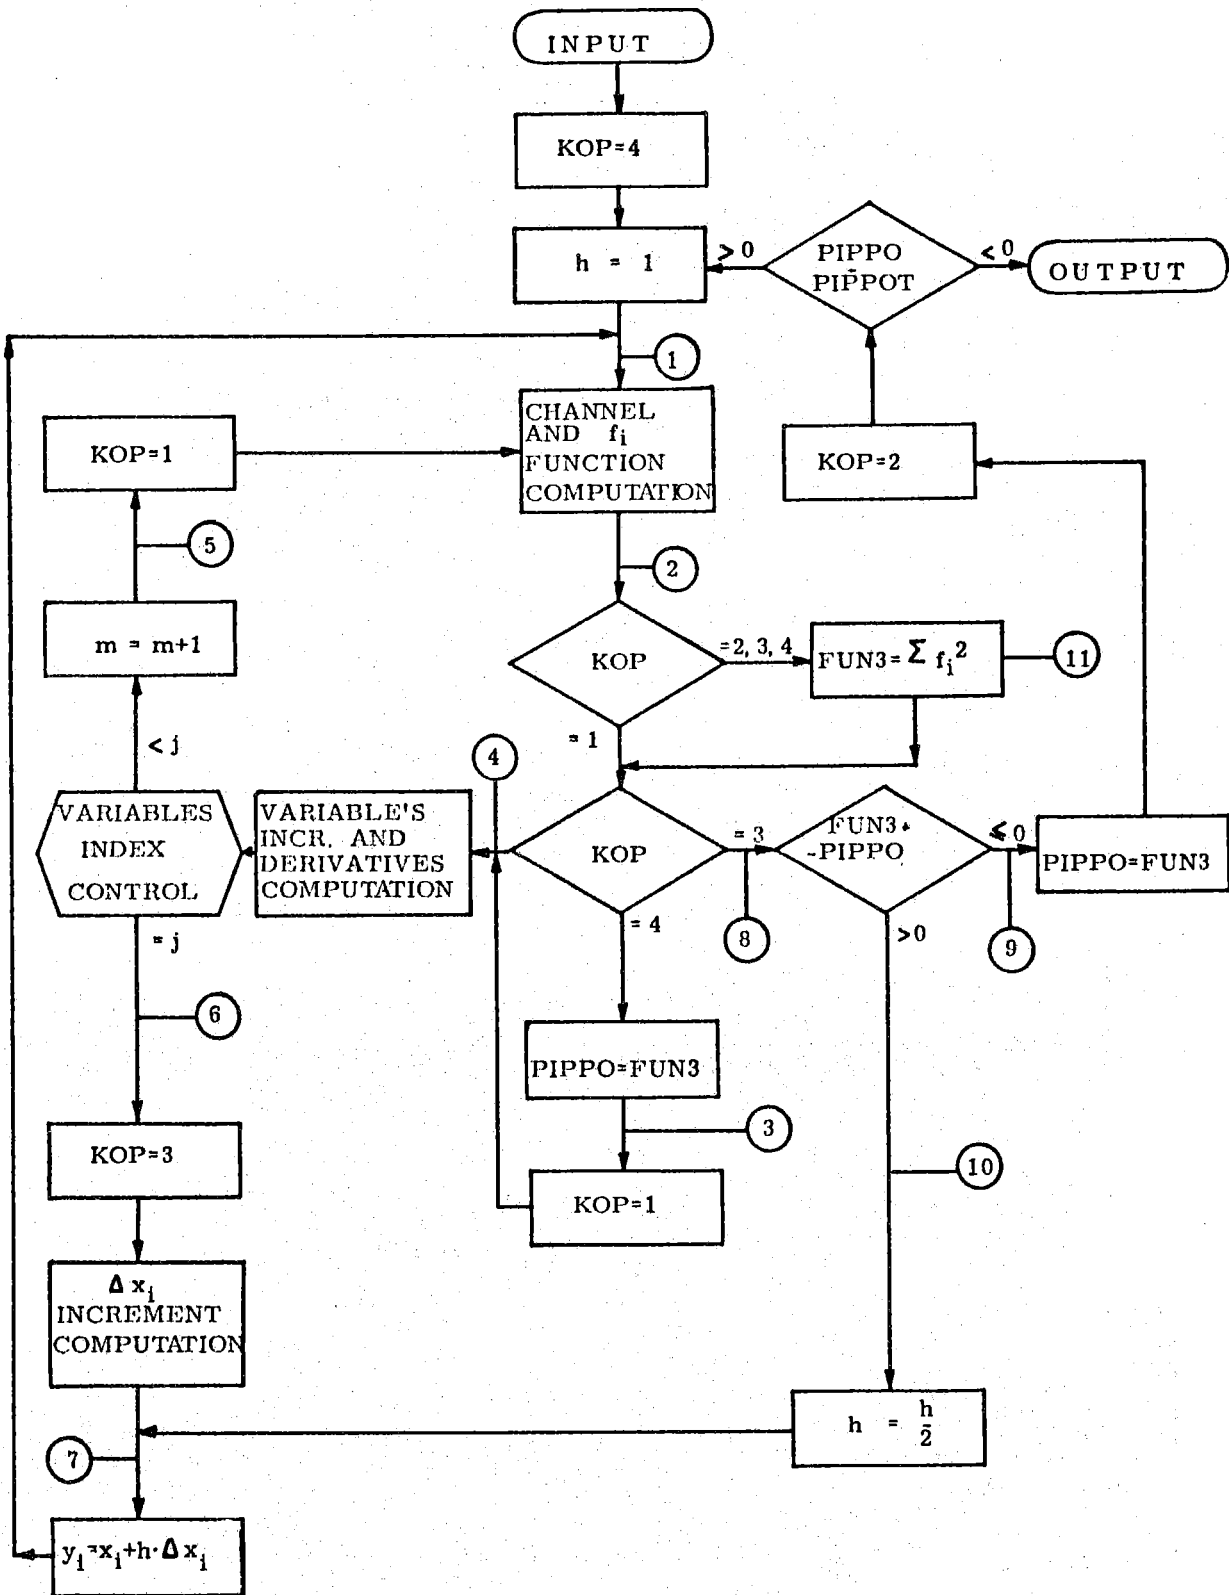 INPUT
KOP=4
h = 1
> 0
PIPPO
-
PIPPOT
< 0
OUTPUT
1
CHANNEL
AND f_i
FUNCTION
COMPUTATION
KOP=1
KOP=2
5
2
m = m+1
KOP
=2, 3, 4
FUN3= Σ f_i^2
11
= 1
< j
4
VARIABLES
INDEX
CONTROL
VARIABLE'S
INCR. AND
DERIVATIVES
COMPUTATION
KOP
= 3
FUN3
-PIPPO
≤ 0
PIPPO=FUN3
= j
= 4
8
>0
9
6
PIPPO=FUN3
3
KOP=3
10
KOP=1
Δ x_i
INCREMENT
COMPUTATION
h = h
-
2
7
y_i=x_i+h· Δ x_i